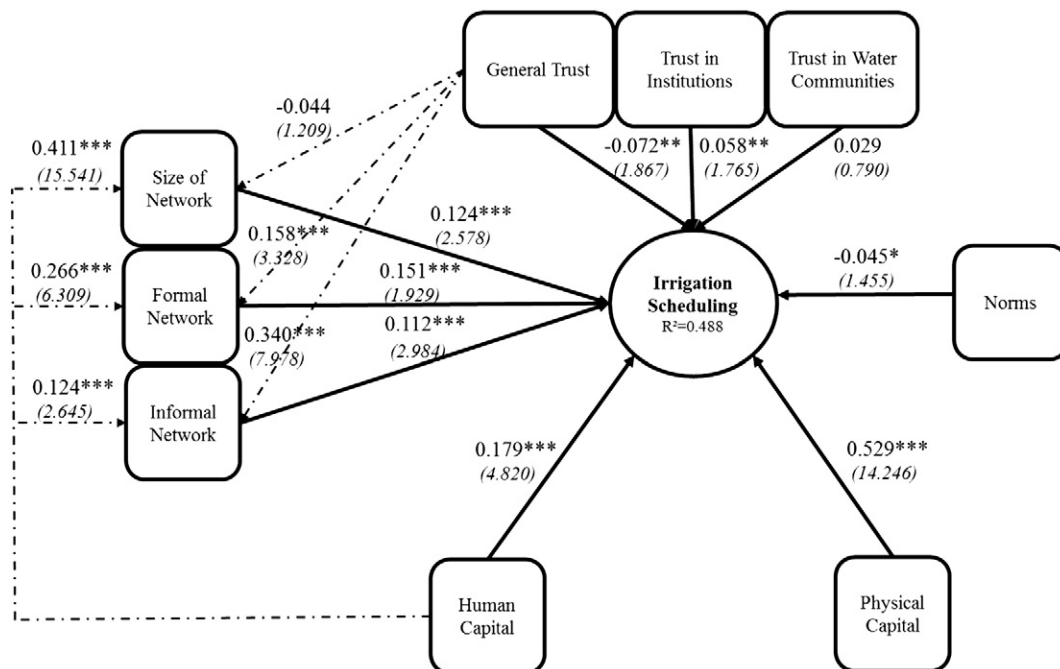 General Trust
Trust in
Institutions
Trust in Water
Communities
-0.044
(1.209)
-0.072**
(1.867)
0.058**
(1.765)
0.029
(0.790)
0.411***
(15.541)
Size of
Network
0.124***
(2.578)
0.158***
(3.328)
0.266***
(6.309)
Formal
Network
0.151***
(1.929)
Irrigation
Scheduling
R²=0.488
-0.045*
(1.455)
Norms
0.340***
(7.978)
0.112***
(2.984)
0.124***
(2.645)
Informal
Network
0.179***
(4.820)
0.529***
(14.246)
Human
Capital
Physical
Capital